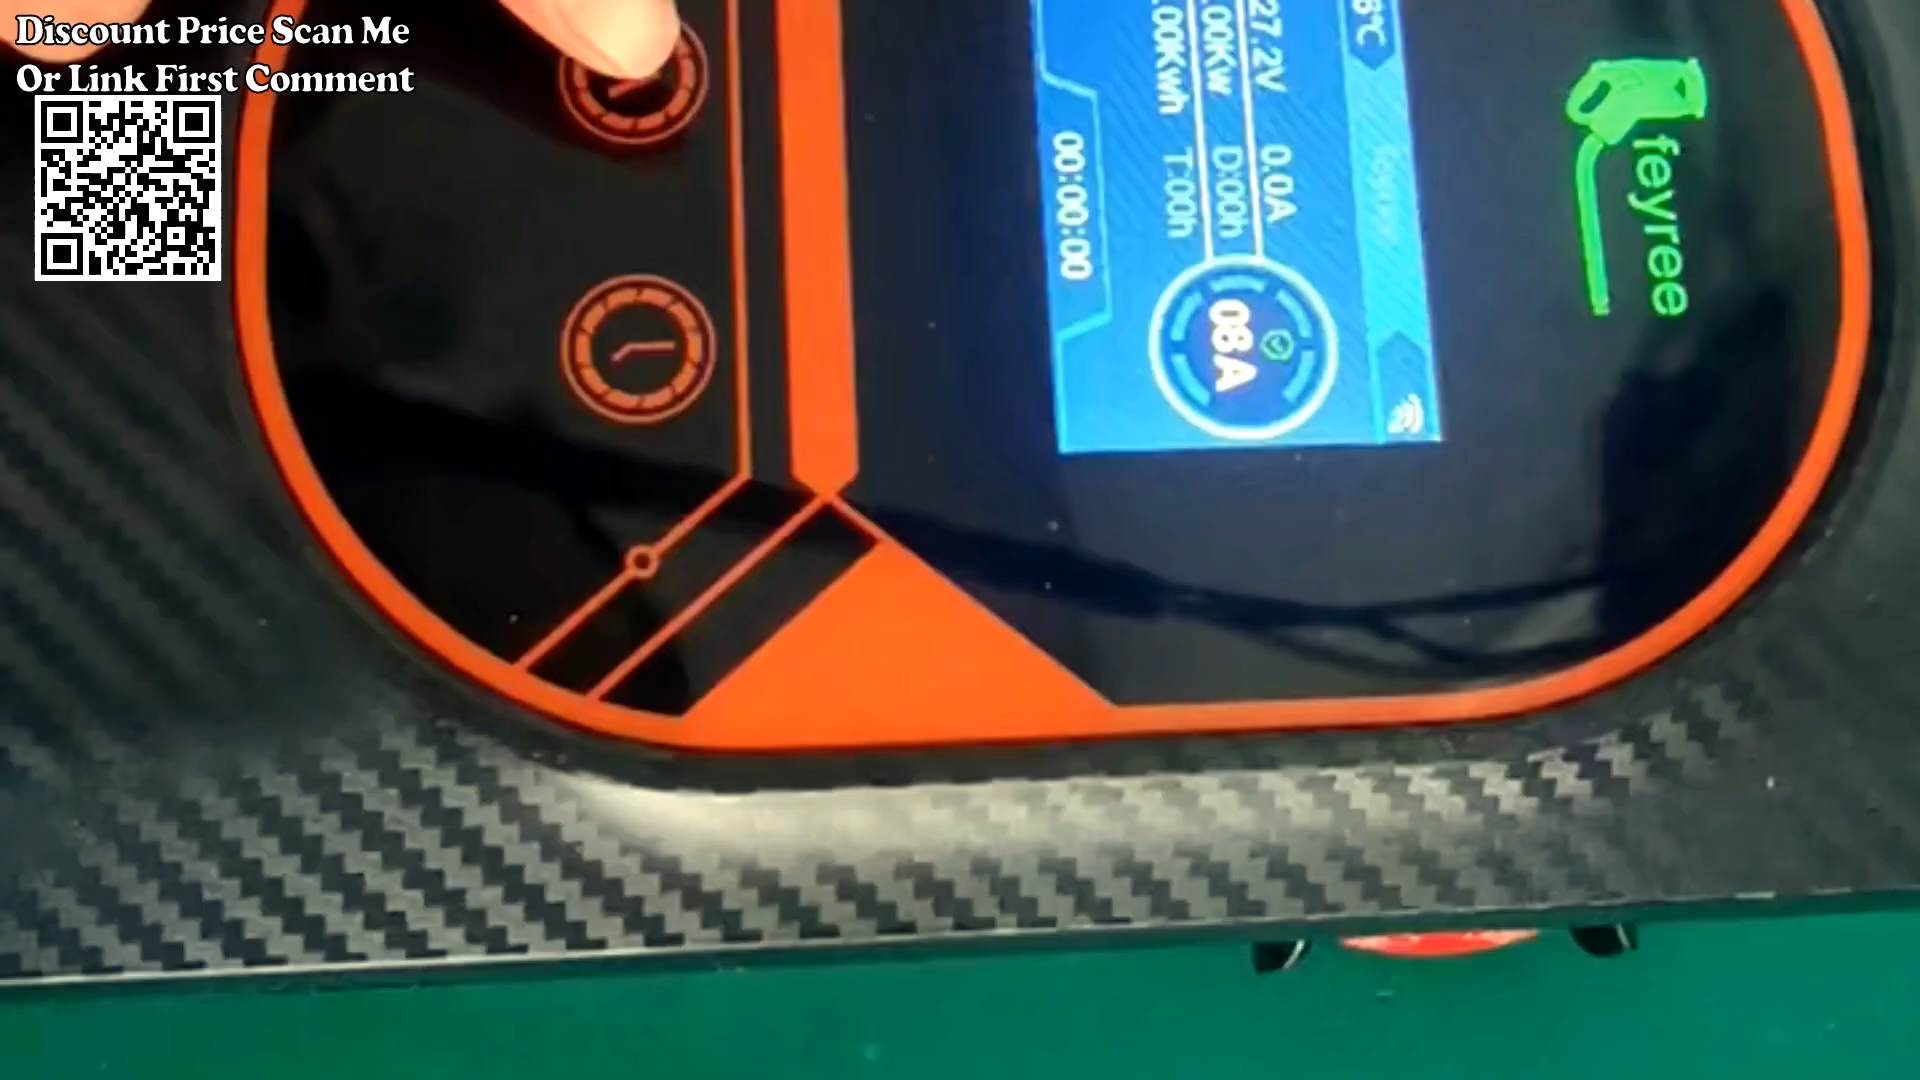 Discount Price Scan Me
Or Link First Comment
feyree
8°C
27.2V 0.0A
.00Kw D:00h
.00Kwh T:00h
00:00:00
08A